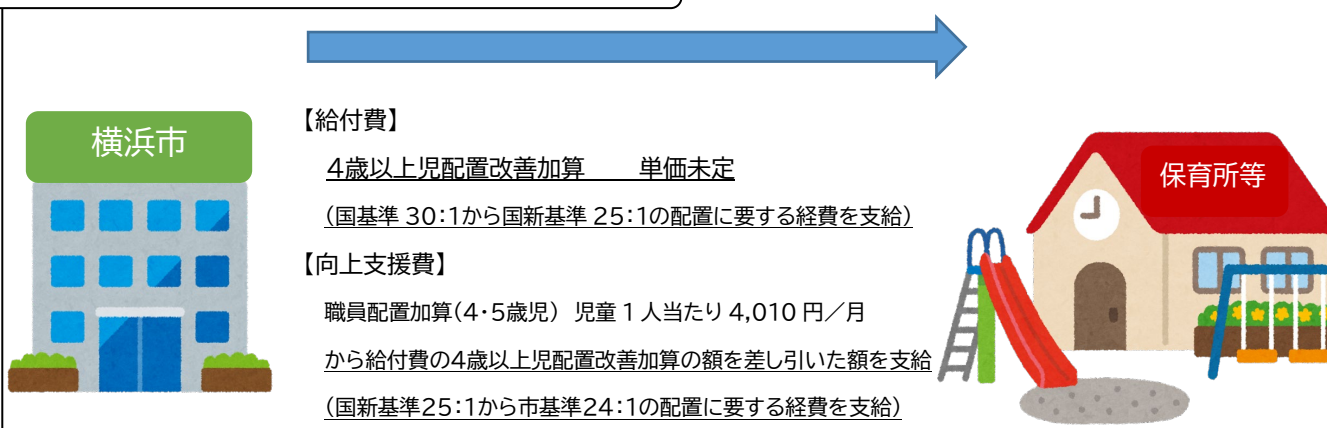 横浜市
【給付費】
4歳以上児配置改善加算　　単価未定
(国基準 30:1から国新基準 25:1の配置に要する経費を支給)
【向上支援費】
職員配置加算(4・5歳児) 児童 1 人当たり 4,010 円/月
から給付費の4歳以上児配置改善加算の額を差し引いた額を支給
(国新基準25:1から市基準24:1の配置に要する経費を支給)
保育所等